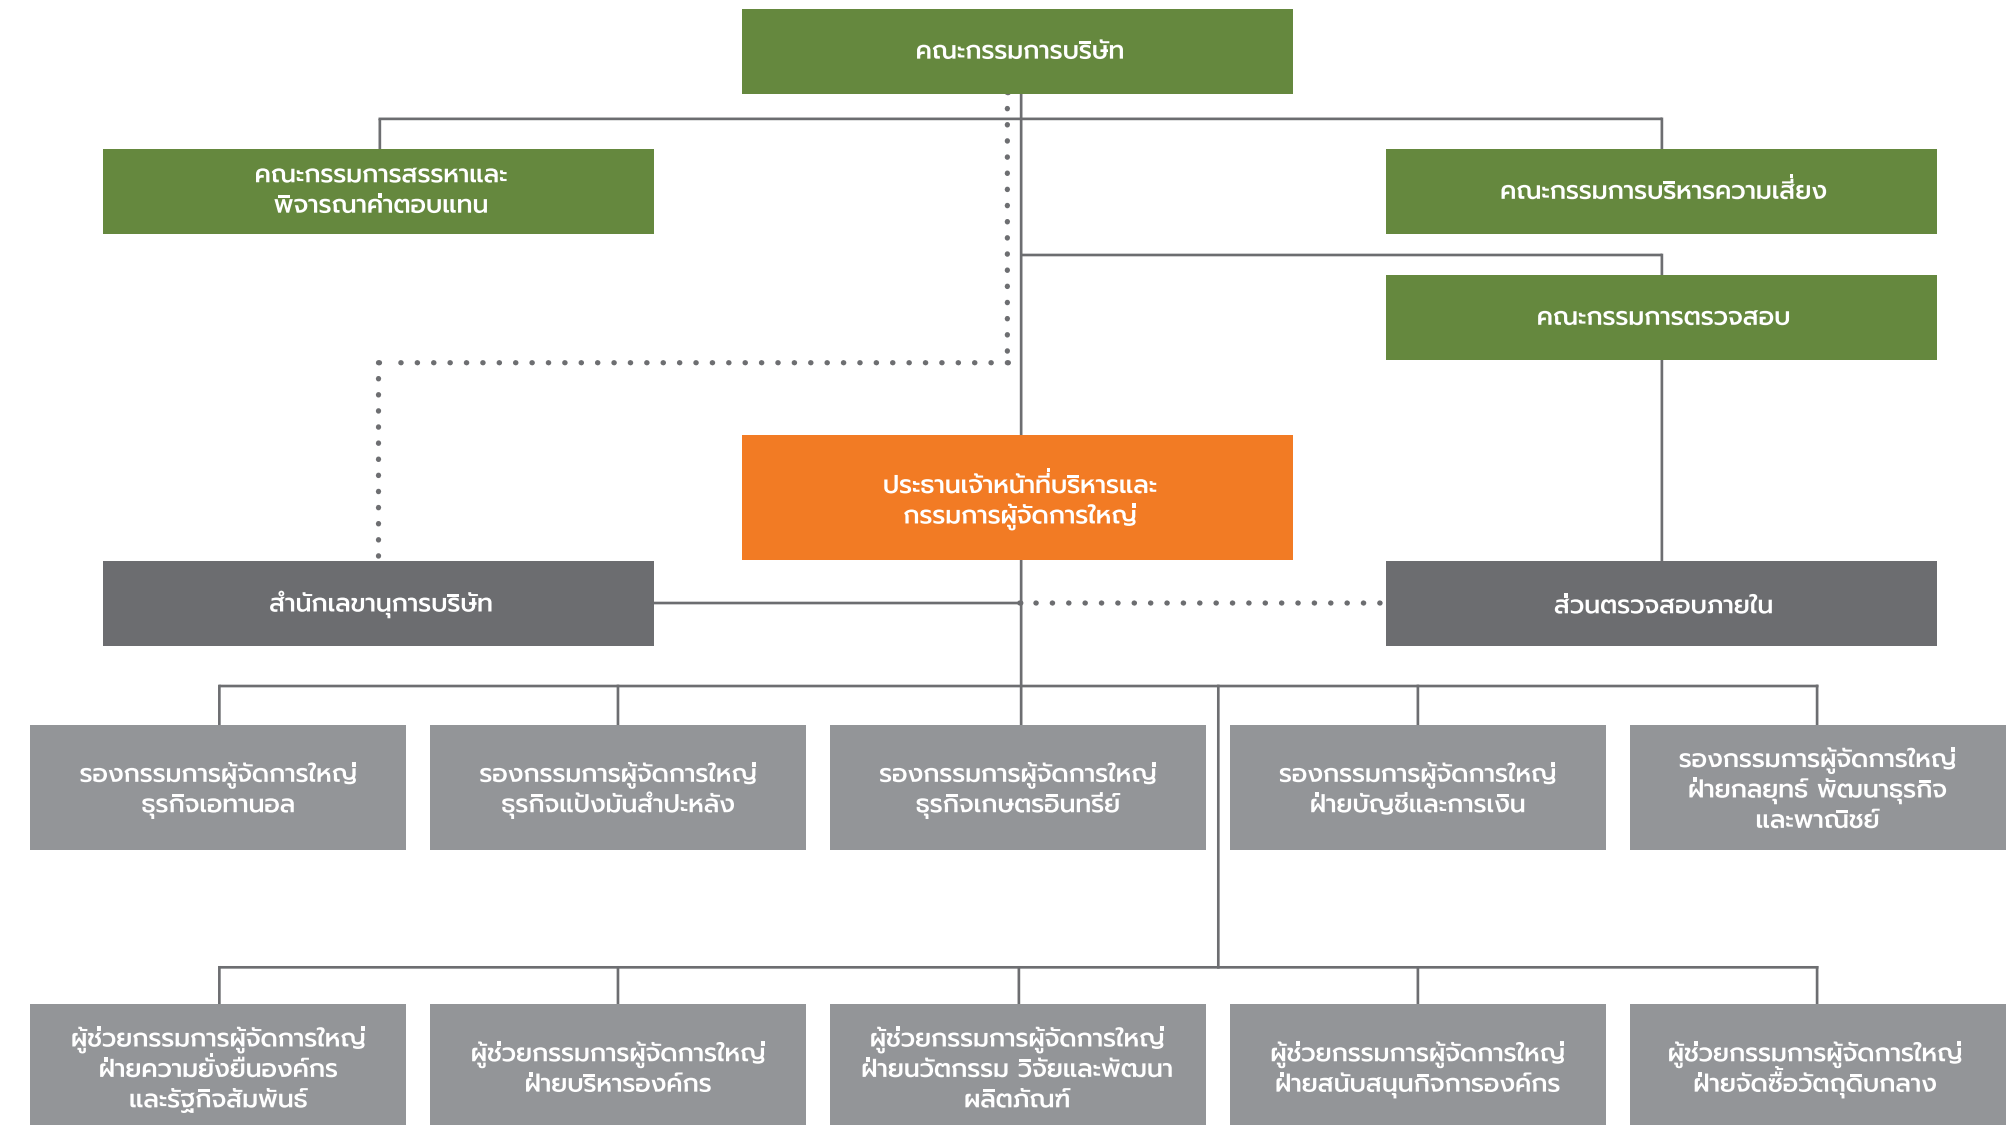 คณะกรรมการบริษัท
คณะกรรมการสรรหาและ
พิจารณาค่าตอบแทน
คณะกรรมการบริหารความเสี่ยง
คณะกรรมการตรวจสอบ
ประธานเจ้าหน้าที่บริหารและ
กรรมการผู้จัดการใหญ่
สำนักเลขานุการบริษัท
ส่วนตรวจสอบภายใน
รองกรรมการผู้จัดการใหญ่
ธุรกิจเอทานอล
รองกรรมการผู้จัดการใหญ่
ธุรกิจแป้งมันสำปะหลัง
รองกรรมการผู้จัดการใหญ่
ธุรกิจเกษตรอินทรีย์
รองกรรมการผู้จัดการใหญ่
ฝ่ายบัญชีและการเงิน
รองกรรมการผู้จัดการใหญ่
ฝ่ายกลยุทธ์ พัฒนาธุรกิจ
และพาณิชย์
ผู้ช่วยกรรมการผู้จัดการใหญ่
ฝ่ายความยั่งยืนองค์กร
และรัฐกิจสัมพันธ์
ผู้ช่วยกรรมการผู้จัดการใหญ่
ฝ่ายบริหารองค์กร
ผู้ช่วยกรรมการผู้จัดการใหญ่
ฝ่ายนวัตกรรม วิจัยและพัฒนา
ผลิตภัณฑ์
ผู้ช่วยกรรมการผู้จัดการใหญ่
ฝ่ายสนับสนุนกิจการองค์กร
ผู้ช่วยกรรมการผู้จัดการใหญ่
ฝ่ายจัดซื้อวัตถุดิบกลาง